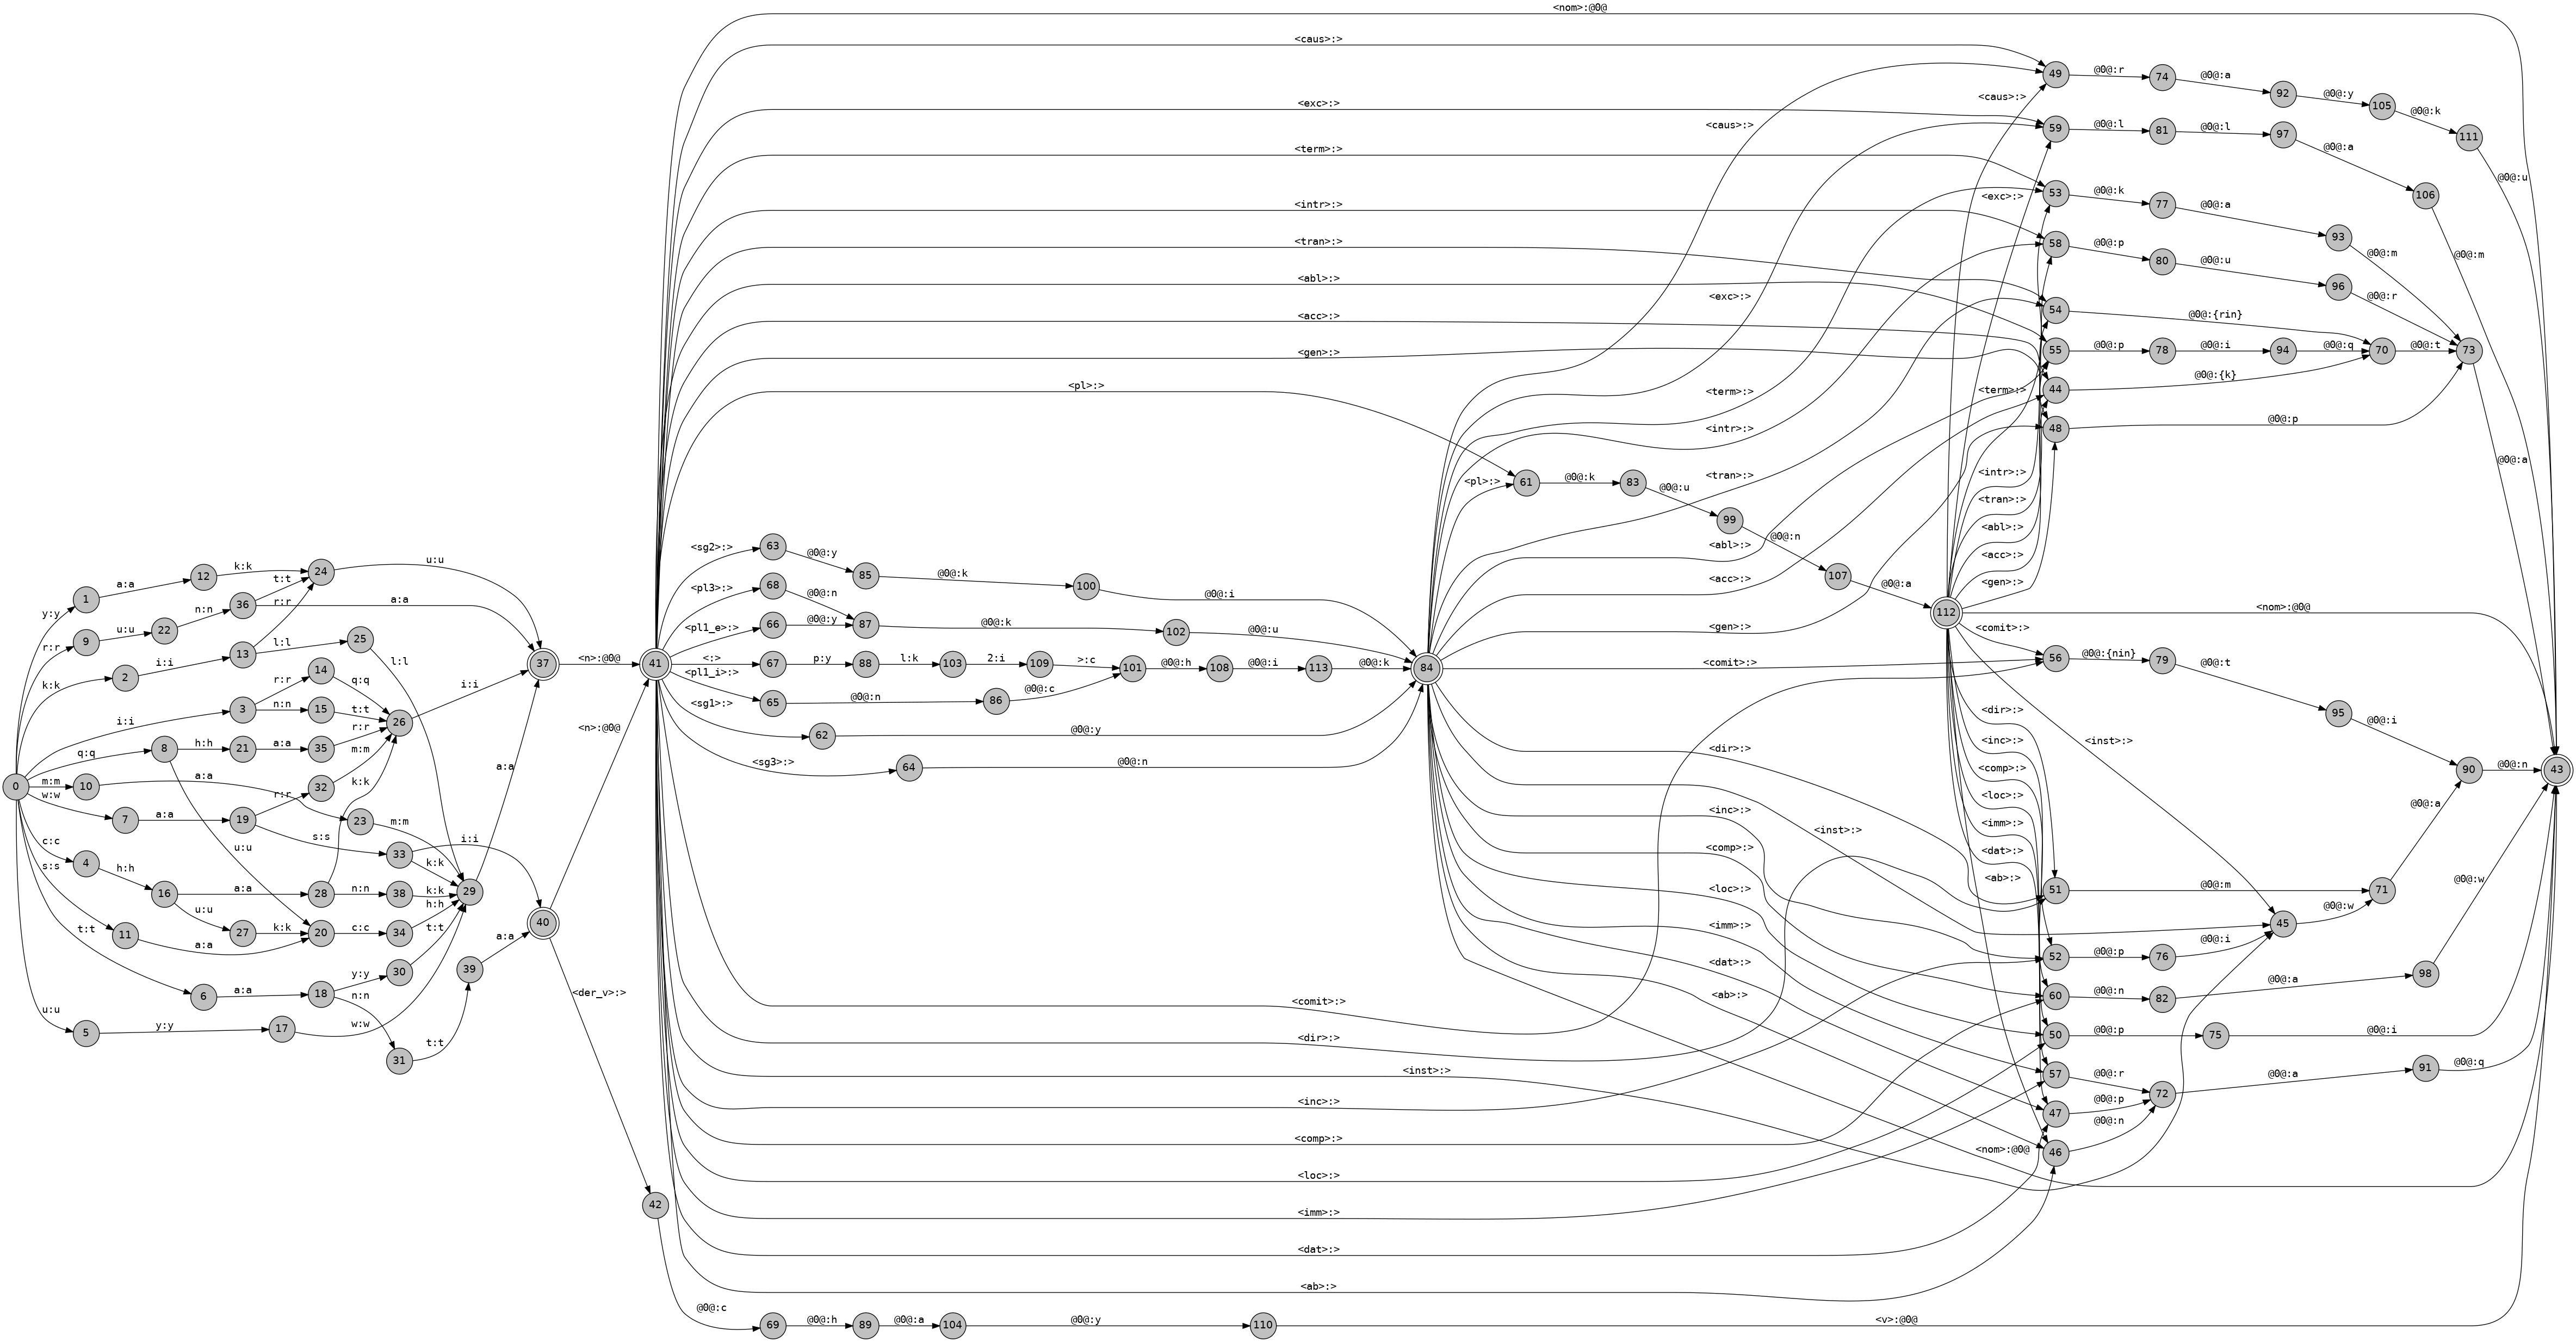 <nom>:@0@
<caus>:>
<exc>:>
<term>:>
<intr>:>
<tran>:>
<abl>:>
<acc>:>
<gen>:>
<pl>:>
49 @0@:r 74 @0@:a 92 @0@:y 105 @0@:k 111 @0@:u
<caus>:>
<caus>:>
59 @0@:l 81 @0@:l 97 @0@:a 106 @0@:m
<exc>:>
<exc>:>
53 @0@:k 77 @0@:a 93 @0@:m
58 @0@:p 80 @0@:u 96 @0@:r
54 @0@:{rin}
55 @0@:p 78 @0@:i 94 @0@:q 70 @0@:t 73 @0@:a
44 @0@:{k}
48 @0@:p
<term>:>
<term>:>
<intr>:>
<intr>:>
<tran>:>
<tran>:>
<abl>:>
<abl>:>
<acc>:>
<acc>:>
<gen>:>
<gen>:>
<pl>:> 61 @0@:k 83 @0@:u 99 @0@:n 107 @0@:a 112
<nom>:@0@
0 y:y 1 a:a 12 k:k 24 u:u
r:r 9 u:u 22 n:n 36 t:t
a:a 37 <n>:@0@ 41
k:k 2 i:i 13 r:r
l:l 25 l:l
i:i 3 r:r 14 q:q
n:n 15 t:t 26 i:i
q:q 8 h:h 21 a:a 35 r:r
m:m 10 a:a 23 m:m
w:w 7 a:a 19 r:r 32 m:m
s:s 33 i:i
k:k
c:c 4 h:h 16 a:a 28 k:k
n:n 38 k:k 29 a:a
u:u 27 k:k 20 c:c 34 h:h
s:s 11 a:a
u:u
t:t 6 a:a 18 y:y 30 t:t
n:n 31 t:t 39 a:a 40 <n>:@0@
u:u 5 y:y 17 w:w
<sg2>:> 63 @0@:y 85 @0@:k 100 @0@:i
<pl3>:> 68 @0@:n
<pl1_e>:> 66 @0@:y 87 @0@:k 102 @0@:u
<:> 67 p:y 88 l:k 103 2:i 109 >:c 101 @0@:h 108 @0@:i 113 @0@:k 84
<pl1_i>:> 65 @0@:n 86 @0@:c
<sg1>:> 62 @0@:y
<sg3>:> 64 @0@:n
<comit>:>
<comit>:>
56 @0@:{nin} 79 @0@:t 95 @0@:i 90 @0@:n 43
<dir>:>
<dir>:>
<inst>:>
<inst>:>
<inc>:>
<inc>:>
<comp>:>
<comp>:>
<loc>:>
<loc>:>
<imm>:>
<imm>:>
<dat>:>
<dat>:>
<ab>:>
<ab>:>
51 @0@:m 71 @0@:a
45 @0@:w
52 @0@:p 76 @0@:i
60 @0@:n 82 @0@:a 98 @0@:w
50 @0@:p 75 @0@:i
57 @0@:r 72 @0@:a 91 @0@:q
47 @0@:p
46 @0@:n
<nom>:@0@
<comit>:>
<dir>:>
<inst>:>
<inc>:>
<comp>:>
<loc>:>
<imm>:>
<dat>:>
<ab>:>
<der_v>:> 42 @0@:c 69 @0@:h 89 @0@:a 104 @0@:y 110 <v>:@0@